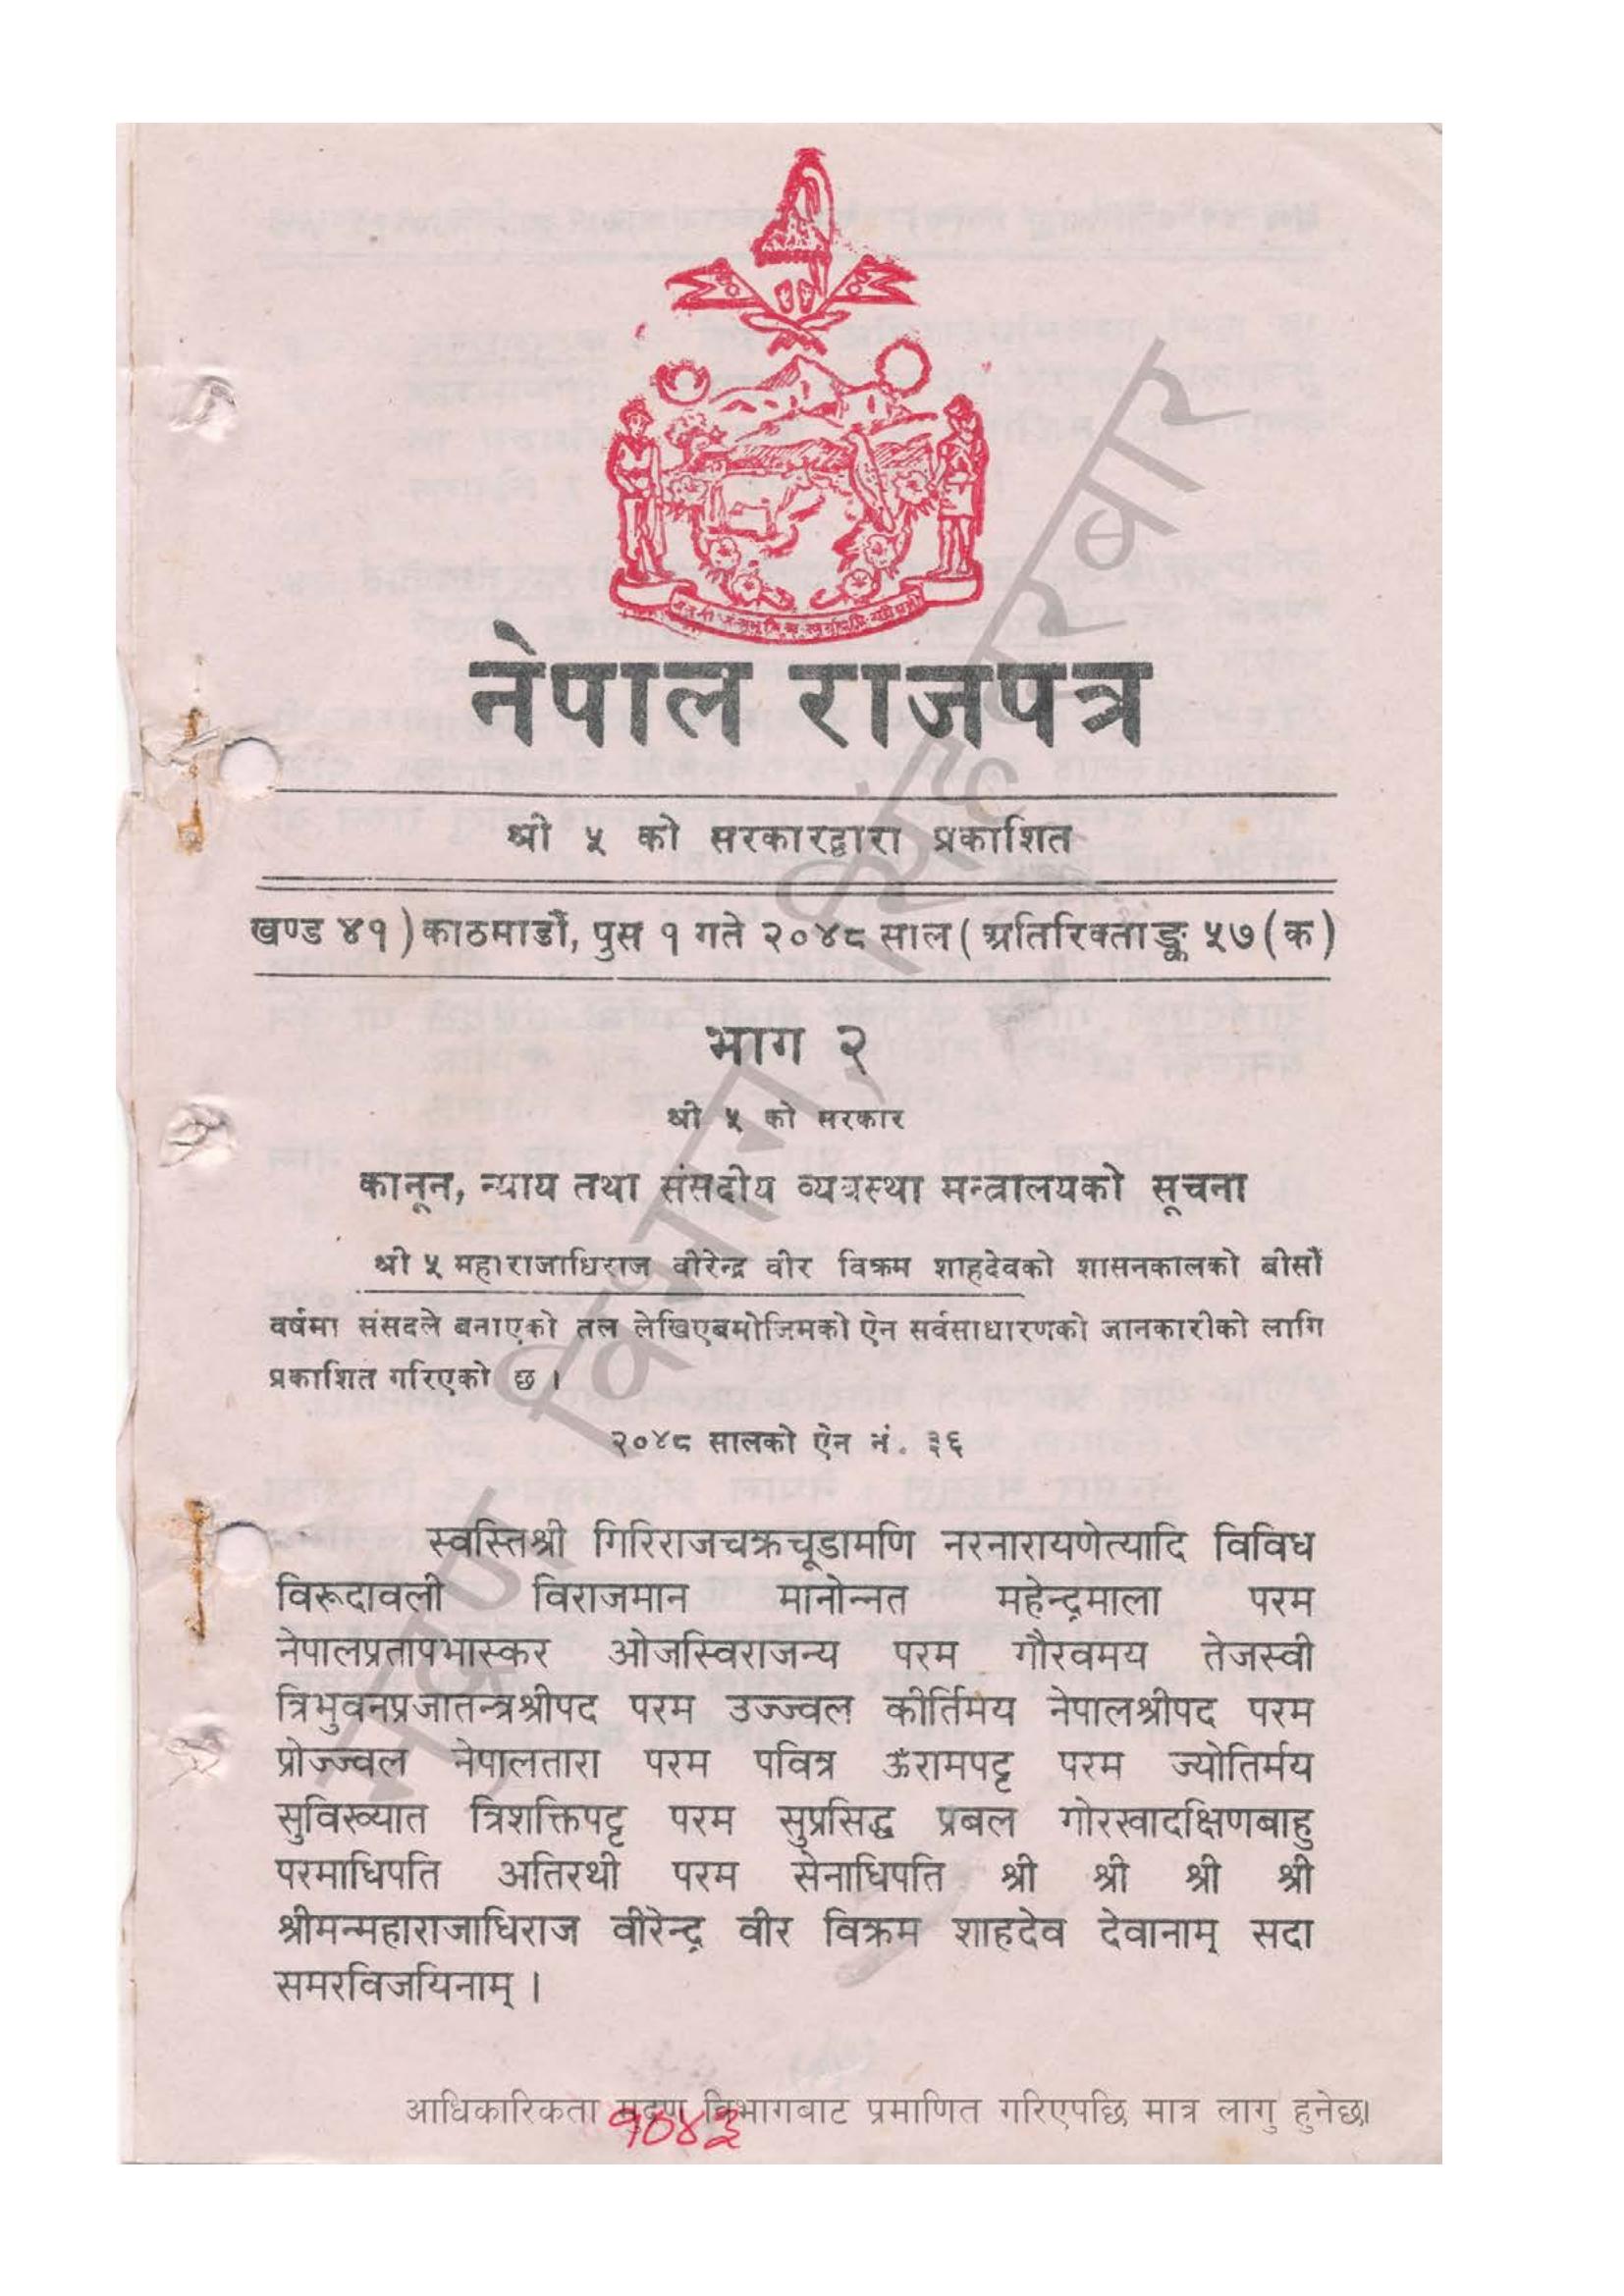 नेपाल राजपत्र
श्री ५ को सरकारद्वारा प्रकाशित
खण्ड ४१) काठमाडौं, पुस १ गते २०४८ साल (अतिरिक्ताङ्क ५७(क)
भाग २
श्री ५ को सरकार
कानून, न्याय तथा संसदीय व्यवस्था मन्त्रालयको सूचना
श्री ५ महाराजाधिराज वीरेन्द्र वीर विक्रम शाहदेवको शासनकालको बीसौं
वर्षमा संसदले बनाएको तल लेखिएबमोजिमको ऐन सर्वसाधारणको जानकारीको लागि
प्रकाशित गरिएको छ ।
२०४८ सालको ऐन नं. ३६
स्वस्तिश्री गिरिराजचक्रचूडामणि नरनारायणेत्यादि विविध
विरूदावली विराजमान मानोन्नत महेन्द्रमाला परम
नेपालप्रतापभास्कर ओजस्विराजन्य परम गौरवमय तेजस्वी
त्रिभुवनप्रजातन्त्रश्रीपद परम उज्ज्वल कीर्तिमय नेपालश्रीपद परम
प्रोज्ज्वल नेपालतारा परम पवित्र ऊँरामपट्ट परम ज्योतिर्मय
सुविख्यात त्रिशक्तिपट्ट परम सुप्रसिद्ध प्रबल गोरखादक्षिणबाहु
परमाधिपति अतिरथी परम सेनाधिपति श्री श्री श्री श्री
श्रीमन्महाराजाधिराज वीरेन्द्र वीर विक्रम शाहदेव देवानाम् सदा
समरविजयिनाम् ।
मुद्रण विभाग, सिंहदरवार
आधिकारिकता मुद्रण विभागबाट प्रमाणित गरिएपछि मात्र लागु हुनेछ।
१०४३